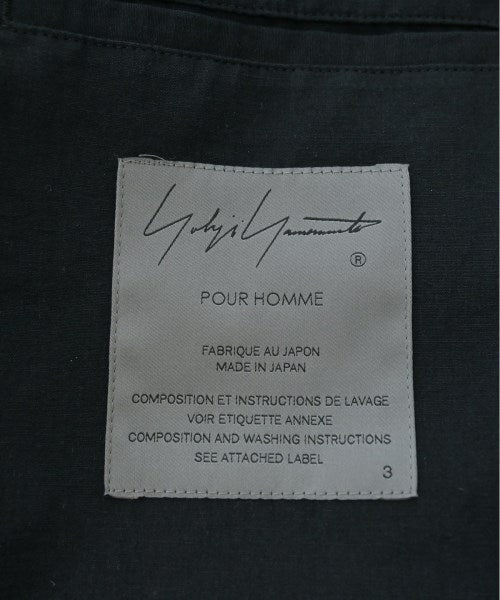 Yohji Yamamoto
®
POUR HOMME
FABRIQUE AU JAPON
MADE IN JAPAN
COMPOSITION ET INSTRUCTIONS DE LAVAGE
VOIR ETIQUETTE ANNEXE
COMPOSITION AND WASHING INSTRUCTIONS
SEE ATTACHED LABEL
3